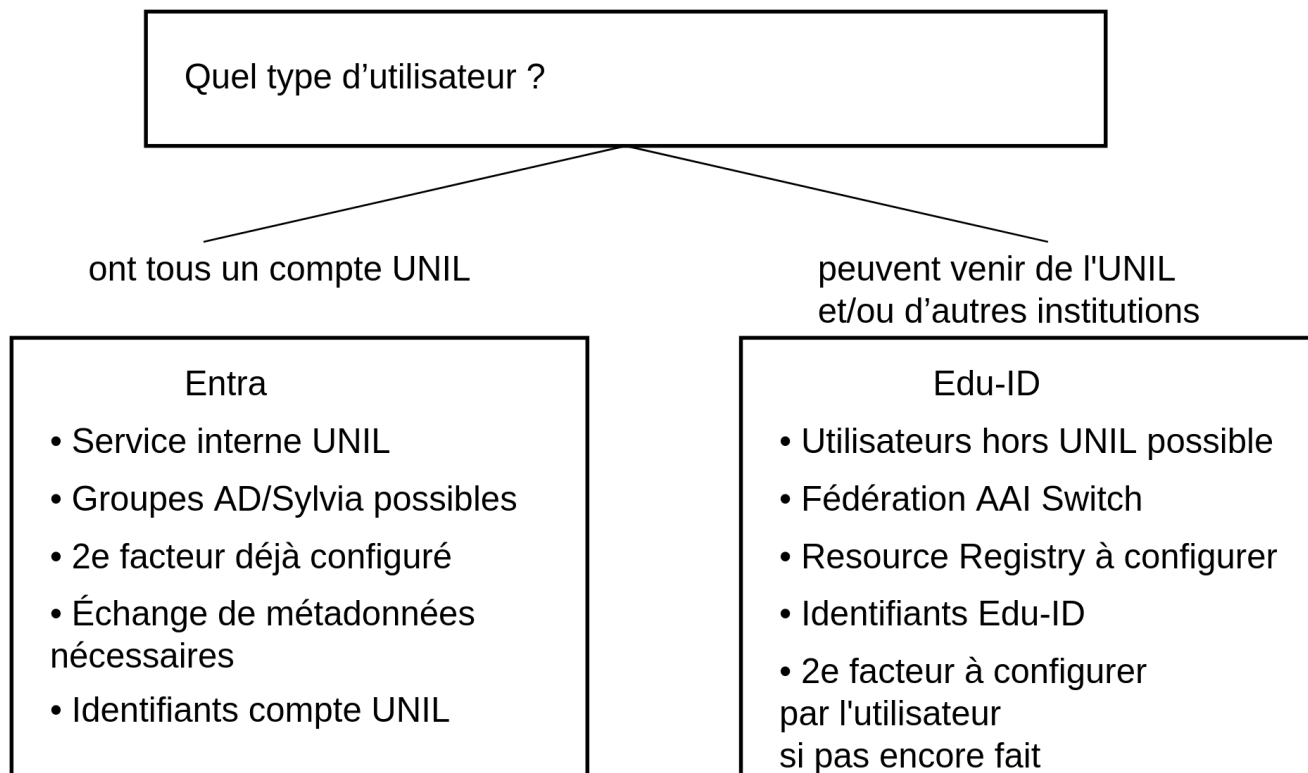 Quel type d’utilisateur ?
ont tous un compte UNIL
peuvent venir de l'UNIL
et/ou d’autres institutions
Entra
• Service interne UNIL
• Groupes AD/Sylvia possibles
• 2e facteur déjà configuré
• Échange de métadonnées
nécessaires
• Identifiants compte UNIL
Edu-ID
• Utilisateurs hors UNIL possible
• Fédération AAI Switch
• Resource Registry à configurer
• Identifiants Edu-ID
• 2e facteur à configurer
par l'utilisateur
si pas encore fait